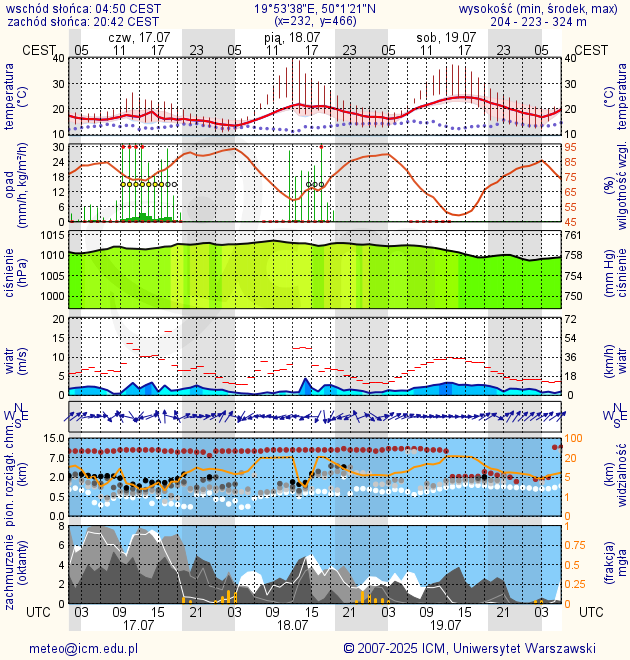 wschód słońca: 04:50 CEST 19°53'38"E, 50°1'21"N wysokość (min, środek, max)
zachód słońca: 20:42 CEST (x=232, y=466) 204 - 223 - 324 m
czw, 17.07 pią, 18.07 sob, 19.07
CEST 05 11 17 23 05 11 17 23 05 11 17 23 05 CEST
temperatura (°C) 40 30 20 10 40 30 20 10 temperatura (°C)
opad (mm/h, kg/m²/h) 30 24 18 12 6 0 95 85 75 65 55 45 (%) wilgotność wzgl.
ciśnienie (hPa) 1015 1010 1005 1000 761 758 754 750 (mm Hg) ciśnienie
wiatr (m/s) 20 15 10 5 0 72 54 36 18 0 (km/h) wiatr
N W E S N W E S
pion. rozciągł. chm. (km) 15.0 7.0 2.0 0.5 0.0 100 20 5 1 0 (km) widzialność
zachmurzenie (oktanty) 8 6 4 2 0 1 0.75 0.5 0.25 0 (frakcja) mgła
UTC 03 09 15 21 03 09 15 21 03 09 15 21 03 UTC
17.07 18.07 19.07
meteo@icm.edu.pl © 2007-2025 ICM, Uniwersytet Warszawski